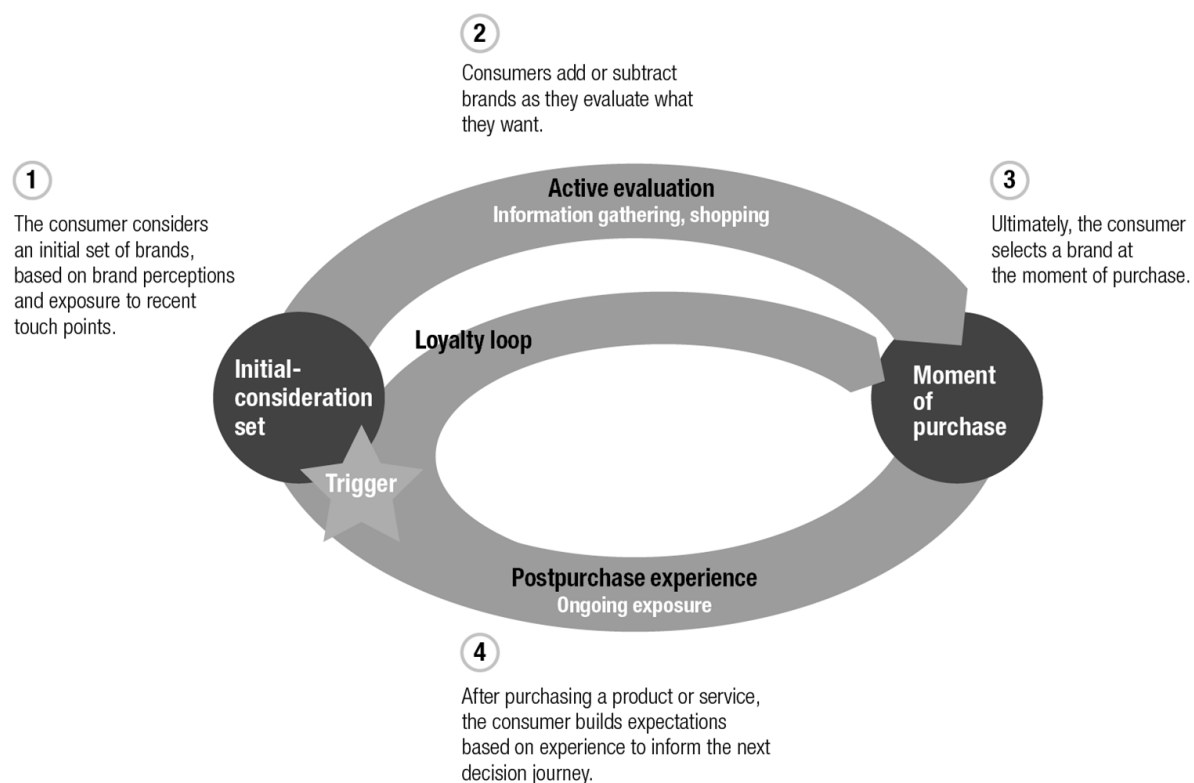 1
The consumer considers
an initial set of brands,
based on brand perceptions
and exposure to recent
touch points.
2
Consumers add or subtract
brands as they evaluate what
they want.
3
Ultimately, the consumer
selects a brand at
the moment of purchase.
Active evaluation
Information gathering, shopping
Loyalty loop
Initial-
consideration
set
Trigger
Moment
of
purchase
Postpurchase experience
Ongoing exposure
4
After purchasing a product or service,
the consumer builds expectations
based on experience to inform the next
decision journey.